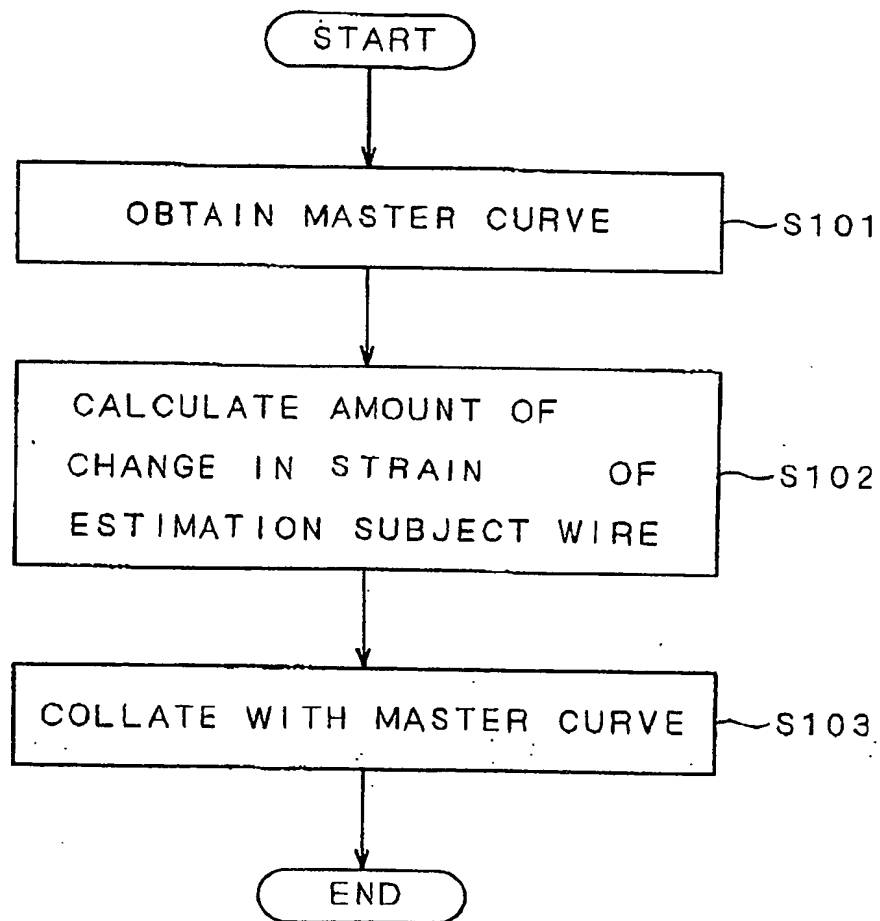 START
OBTAIN MASTER CURVE
S101
CALCULATE AMOUNT OF
CHANGE IN STRAIN OF
ESTIMATION SUBJECT WIRE
S102
COLLATE WITH MASTER CURVE
S103
END